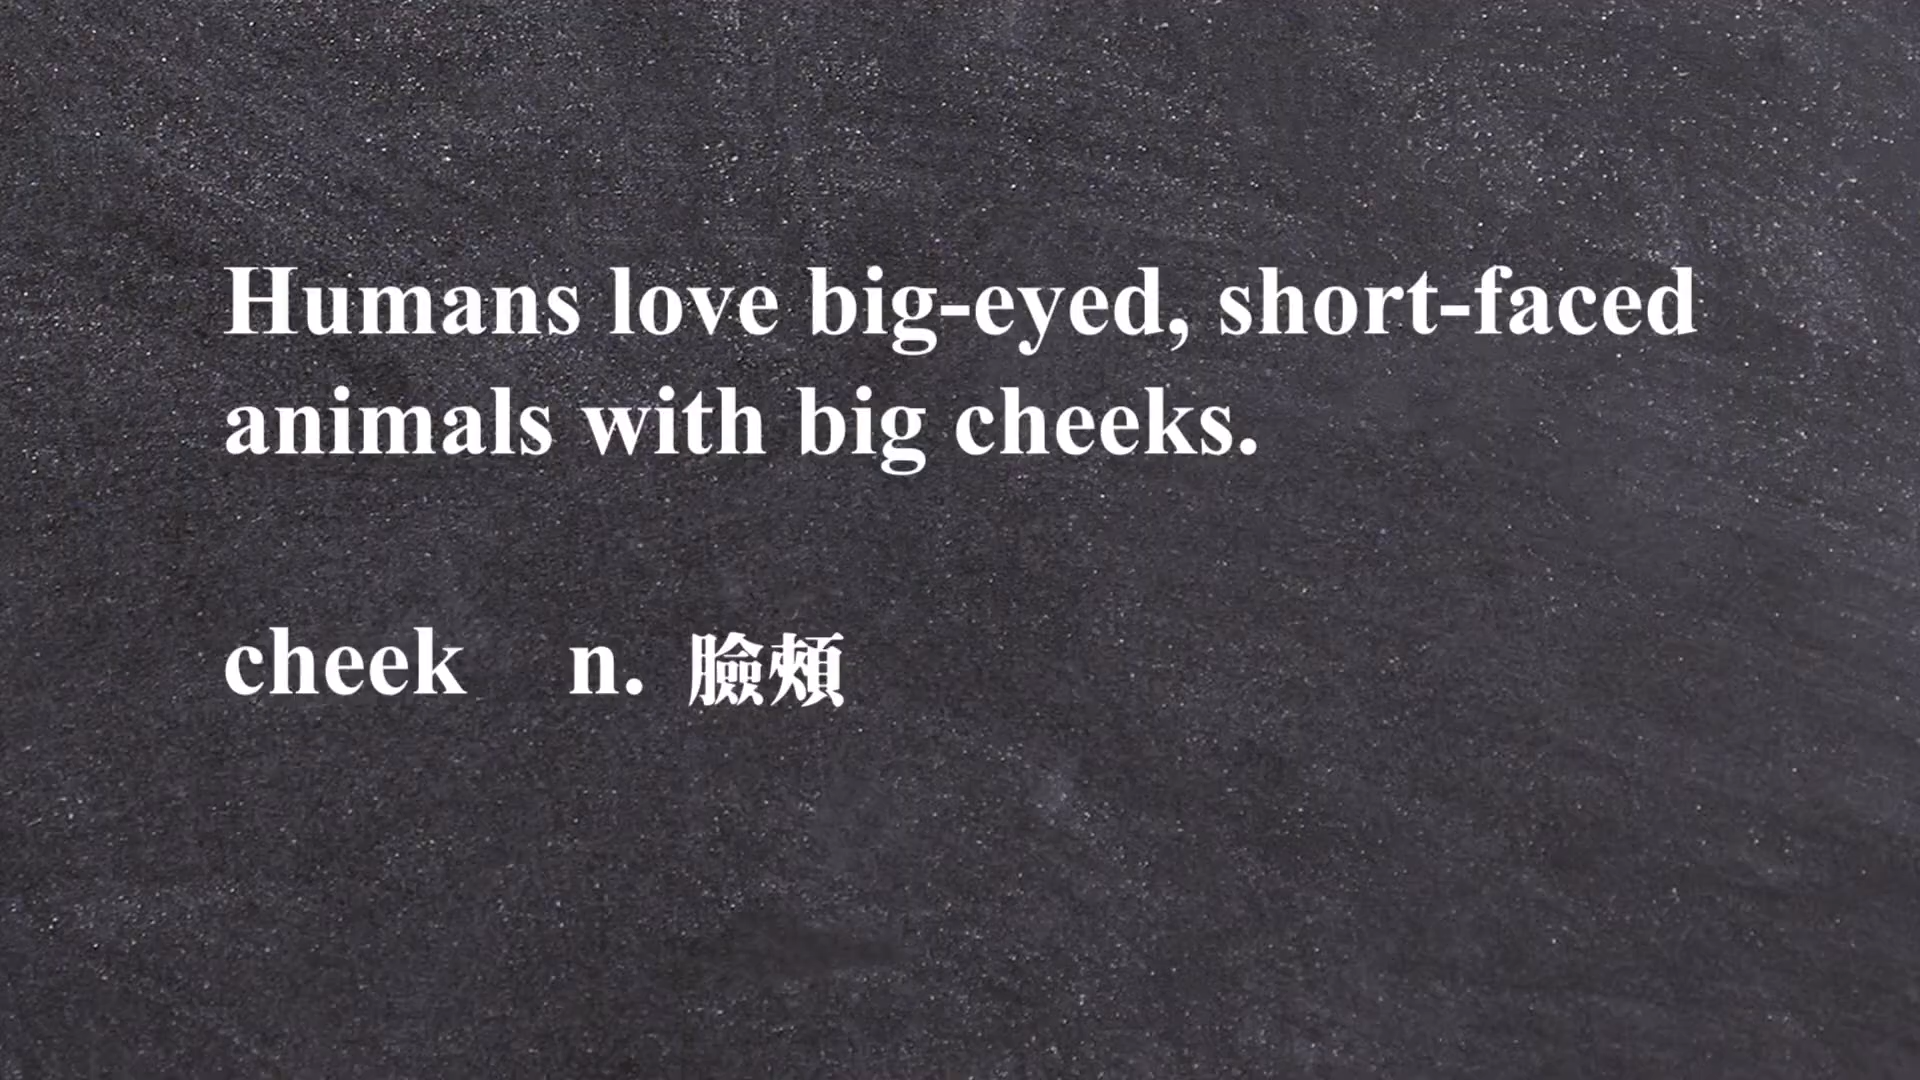 Humans love big-eyed, short-faced
animals with big cheeks.
cheek n. 臉頰